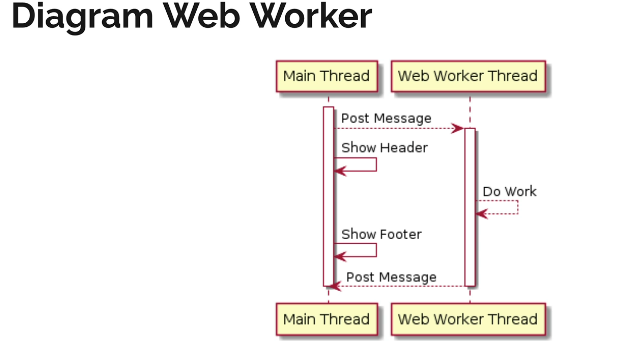 Diagram Web Worker
Main Thread
Web Worker Thread
Post Message
Show Header
Do Work
Show Footer
Post Message
Main Thread
Web Worker Thread